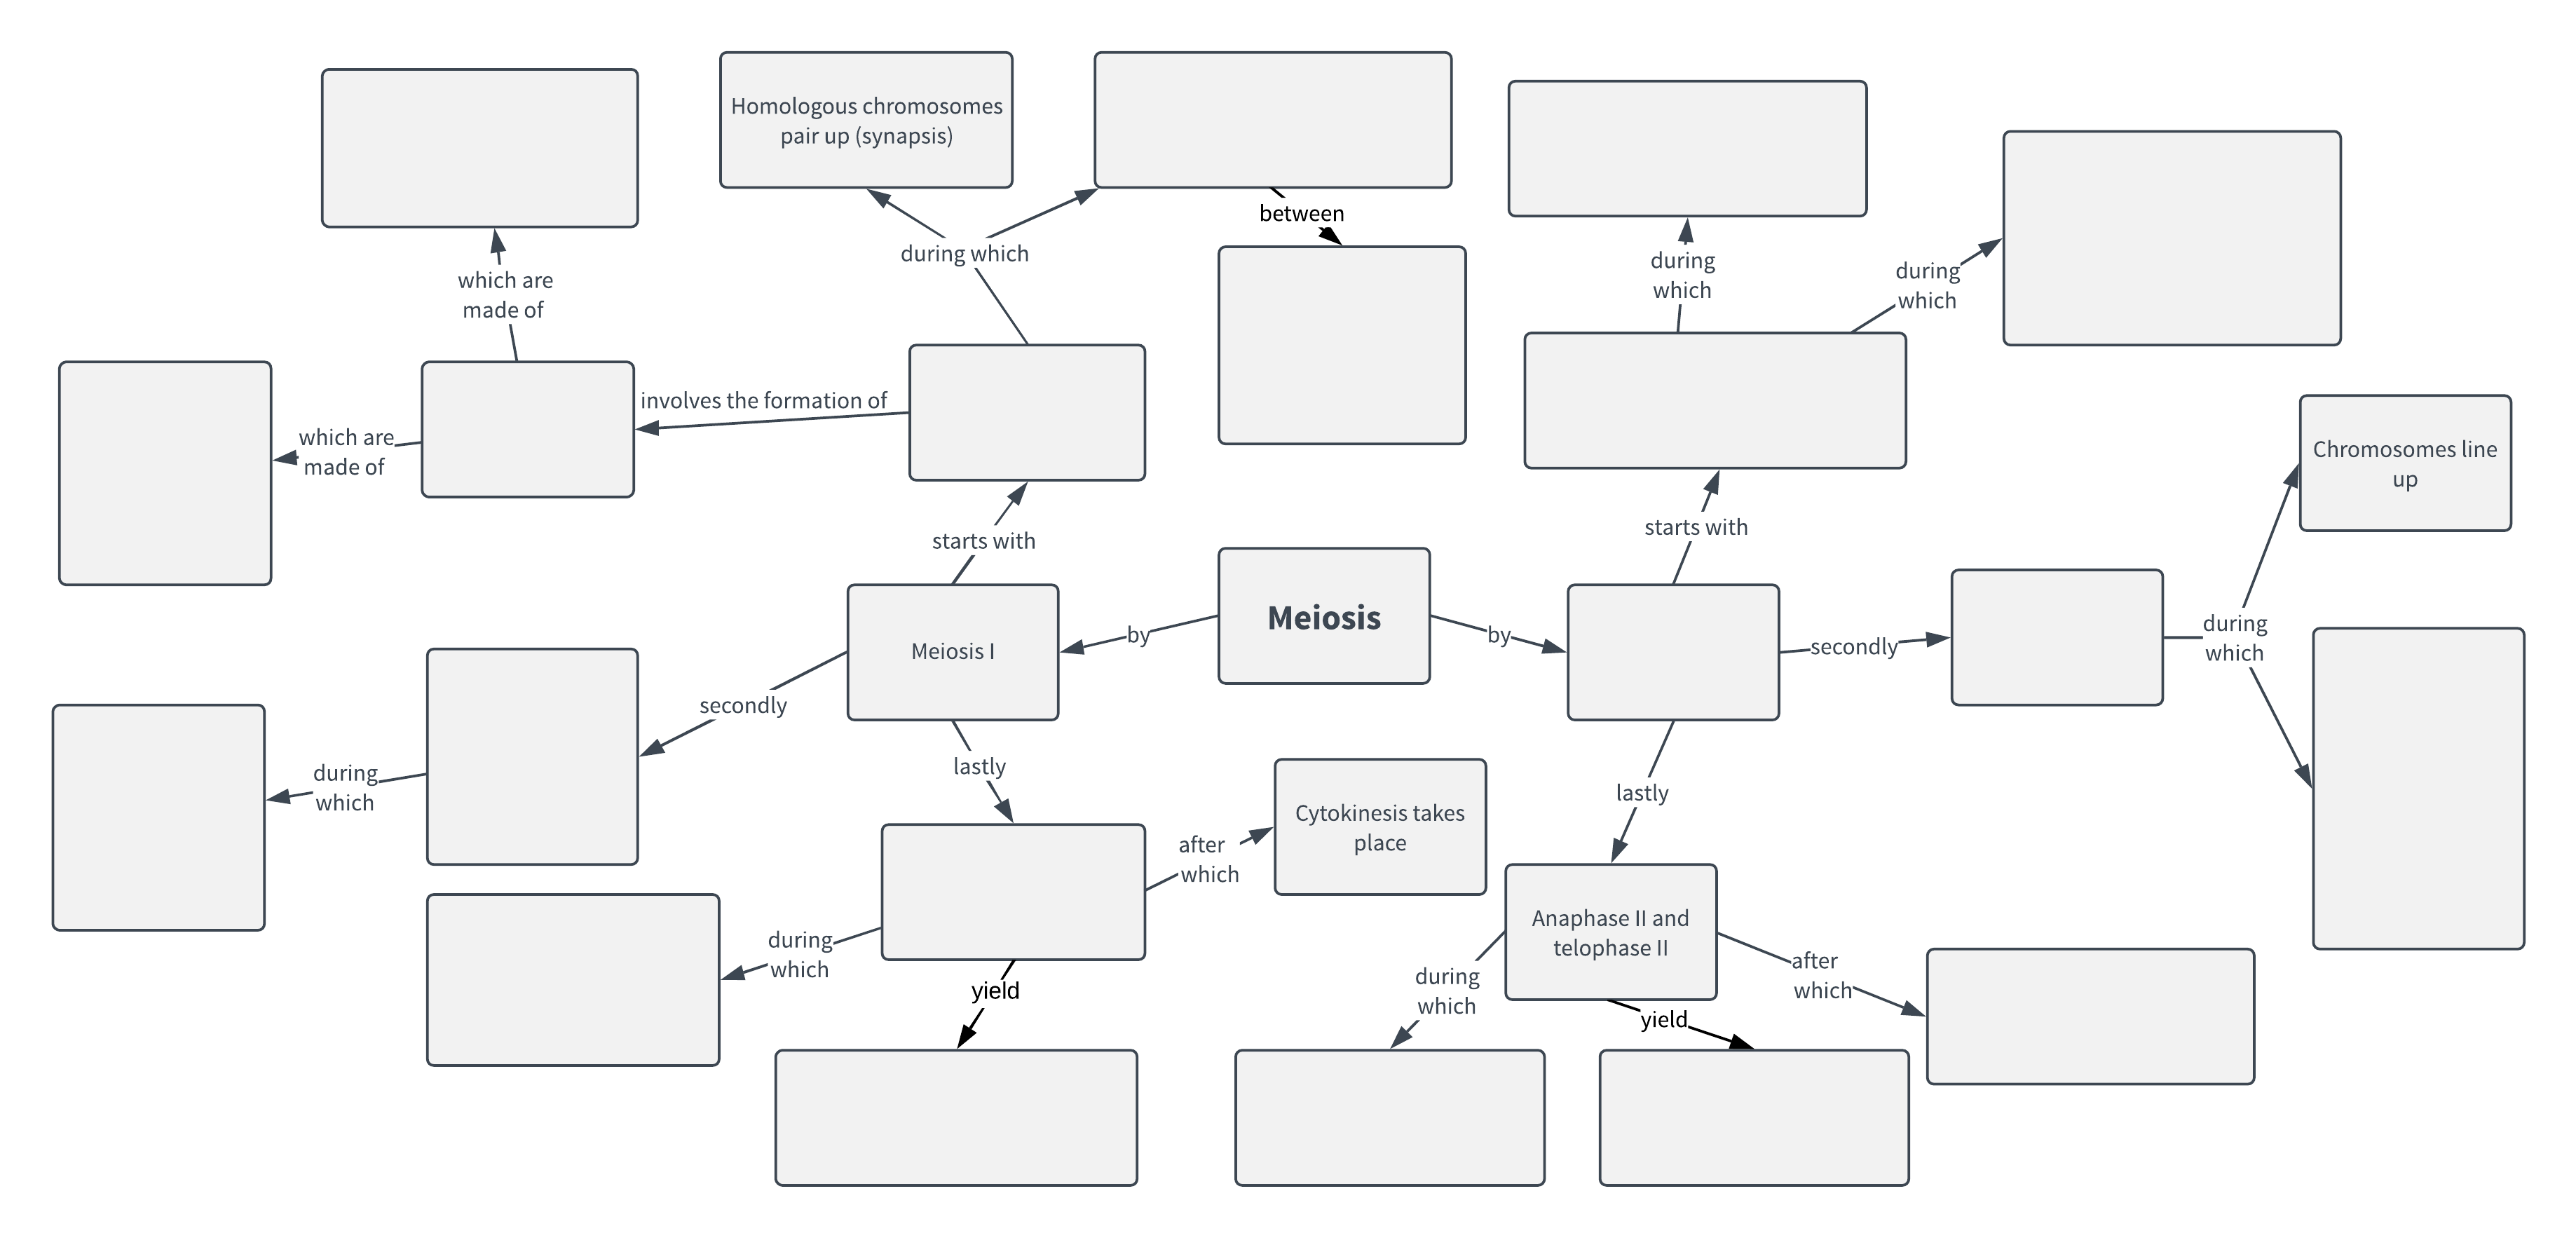 Homologous chromosomes
pair up (synapsis)
between
during which
during
which
during
which
which are
made of
involves the formation of
which are
made of
Chromosomes line
up
starts with
starts with
Meiosis
by
by
Meiosis I
secondly
during
which
secondly
lastly
during
which
lastly
Cytokinesis takes
place
after
which
Anaphase II and
telophase II
during
which
yield
during
which
after
which
yield